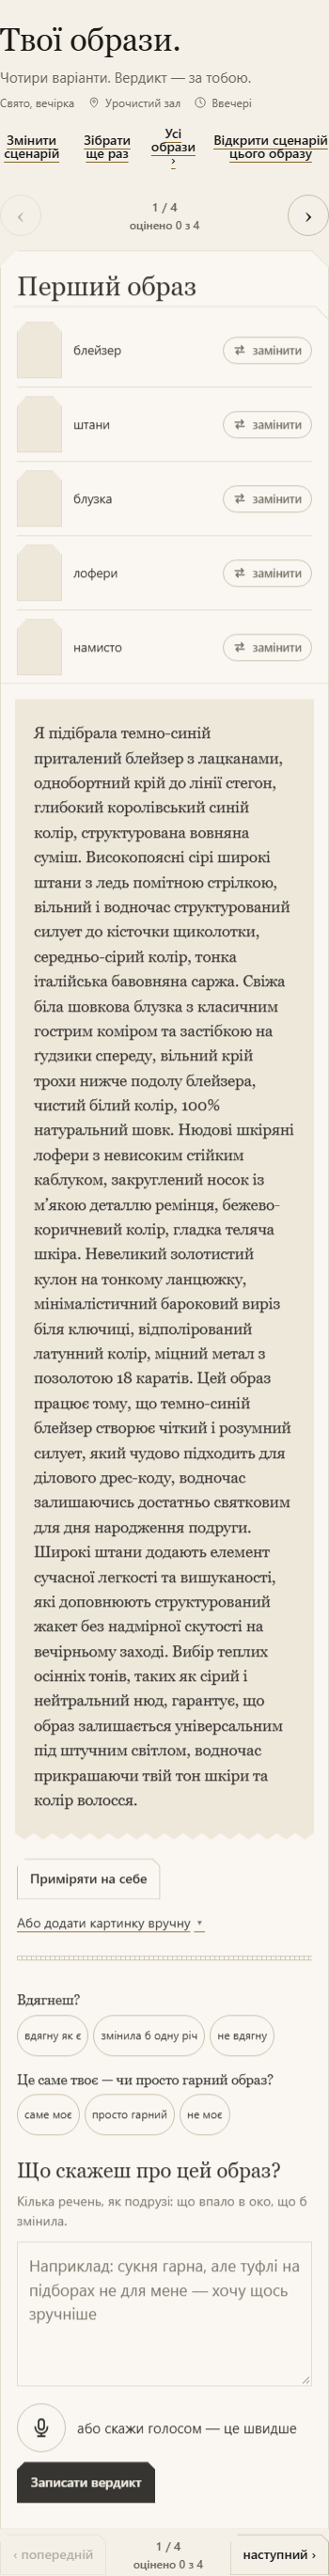 Твої образи.
Чотири варіанти. Вердикт — за тобою.
Свято, вечірка Урочистий зал Ввечері
Змінити
сценарій
Зібрати
ще раз
Усі
образи
›
Відкрити сценарій
цього образу
‹
1 / 4
оцінено 0 з 4
›
Перший образ
блейзер ⇄ замінити
штани ⇄ замінити
блузка ⇄ замінити
лофери ⇄ замінити
намисто ⇄ замінити
Я підібрала темно-синій
приталений блейзер з лацканами,
однобортний крій до лінії стегон,
глибокий королівський синій
колір, структурована вовняна
суміш. Високопоясні сірі широкі
штани з ледь помітною стрілкою,
вільний і водночас структурований
силует до кісточки щиколотки,
середньо-сірий колір, тонка
італійська бавовняна саржа. Свіжа
біла шовкова блузка з класичним
гострим коміром та застібкою на
ґудзики спереду, вільний крій
трохи нижче подолу блейзера,
чистий білий колір, 100%
натуральний шовк. Нюдові шкіряні
лофери з невисоким стійким
каблуком, закруглений носок із
м’якою деталлю ремінця, бежево-
коричневий колір, гладка теляча
шкіра. Невеликий золотистий
кулон на тонкому ланцюжку,
мінімалістичний бароковий виріз
біля ключиці, відполірований
латунний колір, міцний метал з
позолотою 18 каратів. Цей образ
працює тому, що темно-синій
блейзер створює чіткий і розумний
силует, який чудово підходить для
ділового дрес-коду, водночас
залишаючись достатньо святковим
для дня народження подруги.
Широкі штани додають елемент
сучасної легкості та вишуканості,
які доповнюють структурований
жакет без надмірної скутості на
вечірньому заході. Вибір теплих
осінніх тонів, таких як сірий і
нейтральний нюд, гарантує, що
образ залишається універсальним
під штучним світлом, водночас
прикрашаючи твій тон шкіри та
колір волосся.
Приміряти на себе
Або додати картинку вручну ▾
Вдягнеш?
вдягну як є змінила б одну річ не вдягну
Це саме твоє — чи просто гарний образ?
саме моє просто гарний не моє
Що скажеш про цей образ?
Кілька речень, як подрузі: що впало в око, що б
змінила.
Наприклад: сукня гарна, але туфлі на
підборах не для мене — хочу щось
зручніше
або скажи голосом — це швидше
Записати вердикт
‹ попередній
1 / 4
оцінено 0 з 4
наступний ›